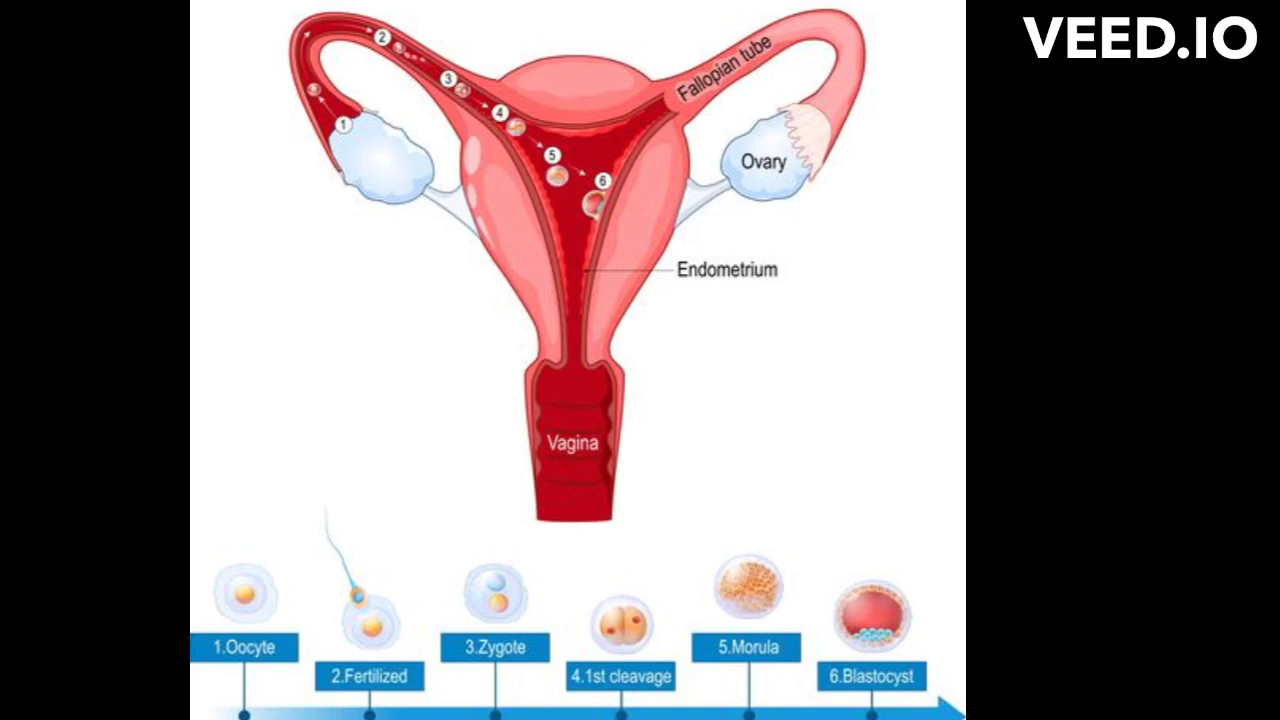 VEED.IO
2
Fallopian tube
3
4
1
5
Ovary
6
Endometrium
Vagina
1.Oocyte
2.Fertilized
3.Zygote
4.1st cleavage
5.Morula
6.Blastocyst